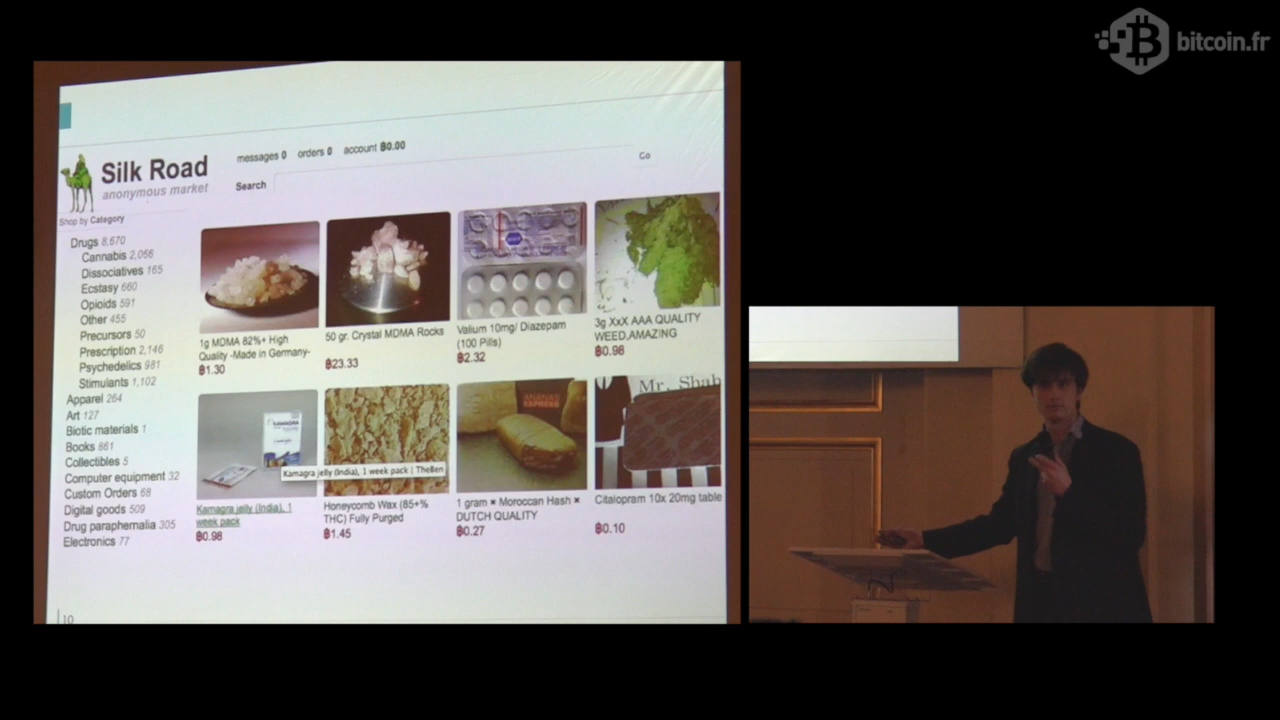 bitcoin.fr
Silk Road
anonymous market
messages 0 orders 0 account ฿0.00
Search
Go
Shop by Category
Drugs 8,670
Cannabis 2,066
Dissociatives 165
Ecstasy 660
Opioids 591
Other 455
Precursors 50
Prescription 2,146
Psychedelics 981
Stimulants 1,102
Apparel 264
Art 127
Biotic materials 1
Books 861
Collectibles 5
Computer equipment 32
Custom Orders 68
Digital goods 509
Drug paraphernalia 305
Electronics 77
1g MDMA 82%+ High
Quality -Made in Germany-
฿1.30
50 gr. Crystal MDMA Rocks
฿23.33
Valium 10mg/ Diazepam
(100 Pills)
฿2.32
3g XxX AAA QUALITY
WEED,AMAZING
฿0.98
KAMAGRA
Kamagra jelly (India), 1 week pack | TheBen
Kamagra jelly (India), 1
week pack
฿0.98
Honeycomb Wax (85+%
THC) Fully Purged
฿1.45
ANANAS
EXPRESS
1 gram × Moroccan Hash ×
DUTCH QUALITY
฿0.27
Mr. Shab
Citalopram 10x 20mg table
฿0.10
10